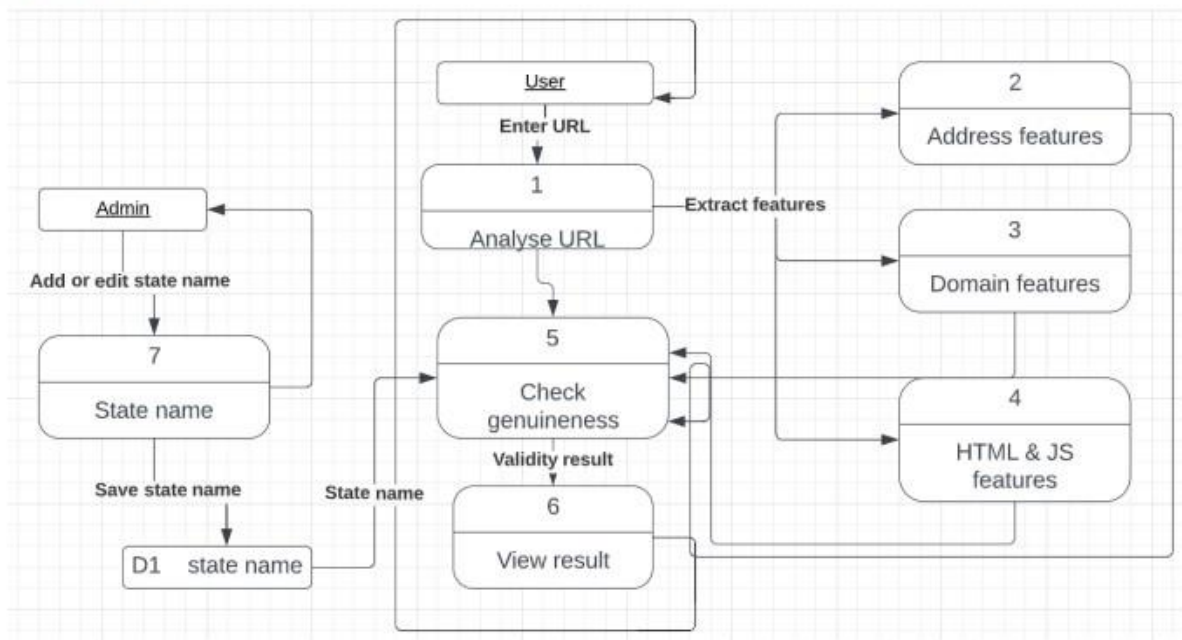 User
Enter URL
1
Analyse URL
Extract features
2
Address features
3
Domain features
4
HTML & JS
features
Admin
Add or edit state name
7
State name
Save state name
D1 state name
State name
5
Check
genuineness
Validity result
6
View result